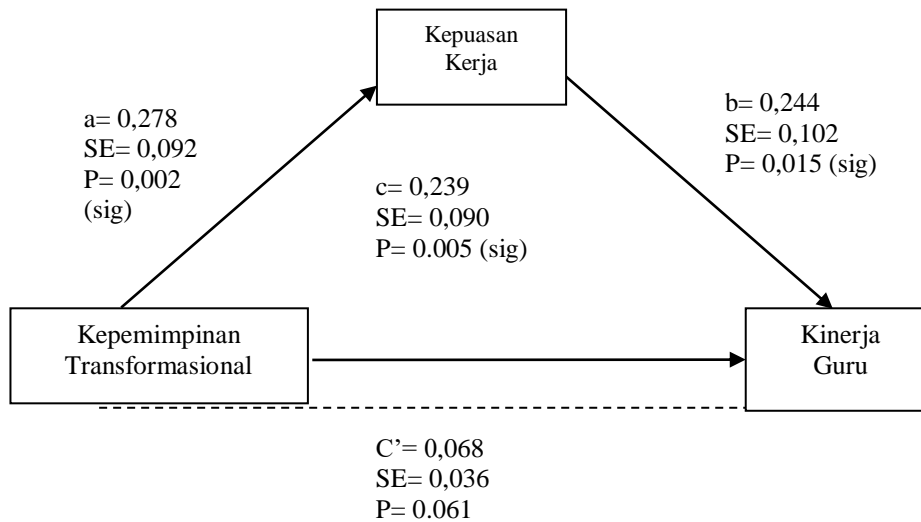 Kepuasan
Kerja
a= 0,278
SE= 0,092
P= 0,002
(sig)
b= 0,244
SE= 0,102
P= 0,015 (sig)
c= 0,239
SE= 0,090
P= 0.005 (sig)
Kepemimpinan
Transformasional
Kinerja
Guru
C’= 0,068
SE= 0,036
P= 0.061